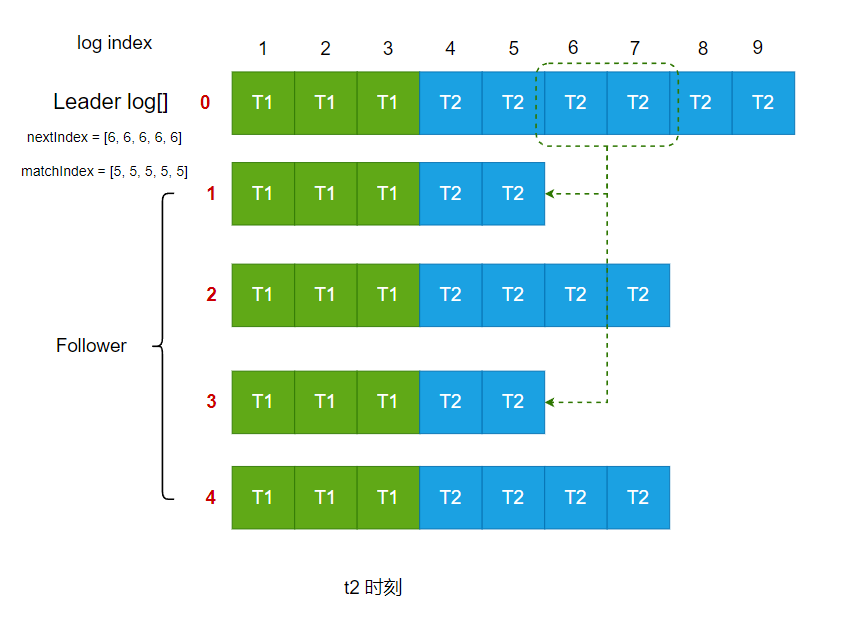 log index 1 2 3 4 5 6 7 8 9
Leader log[] 0 T1 T1 T1 T2 T2 T2 T2 T2 T2
nextIndex = [6, 6, 6, 6, 6]
matchIndex = [5, 5, 5, 5, 5]
1 T1 T1 T1 T2 T2
2 T1 T1 T1 T2 T2 T2 T2
Follower
3 T1 T1 T1 T2 T2
4 T1 T1 T1 T2 T2 T2 T2
t2 时刻